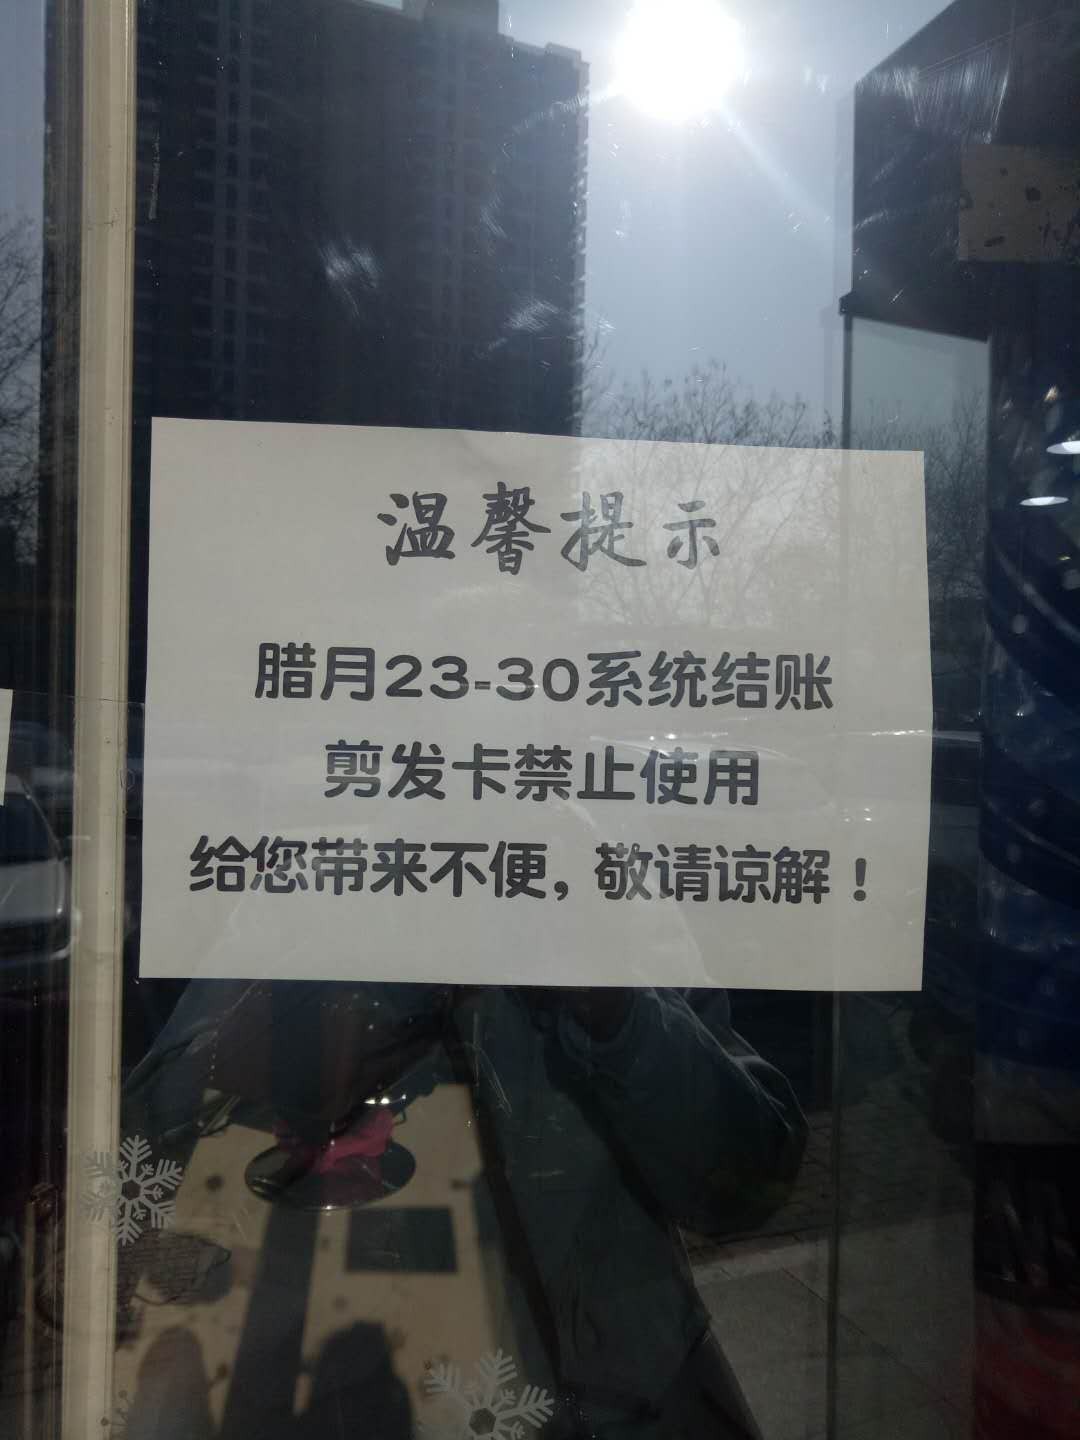 温馨提示
腊月23-30系统结账
剪发卡禁止使用
给您带来不便,敬请谅解!